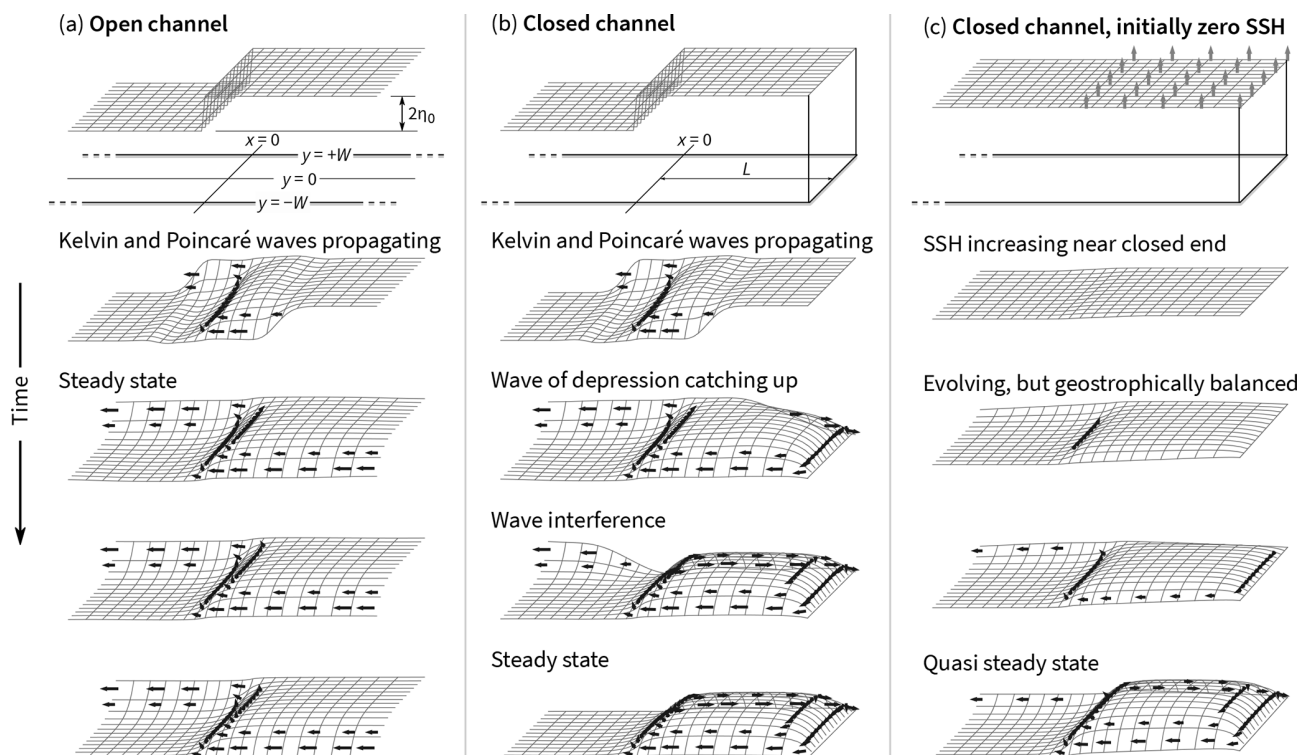 (a) Open channel
2η₀
x = 0
y = +W
y = 0
y = −W
Kelvin and Poincaré waves propagating
Steady state
Time
(b) Closed channel
x = 0
L
Kelvin and Poincaré waves propagating
Wave of depression catching up
Wave interference
Steady state
(c) Closed channel, initially zero SSH
SSH increasing near closed end
Evolving, but geostrophically balanced
Quasi steady state